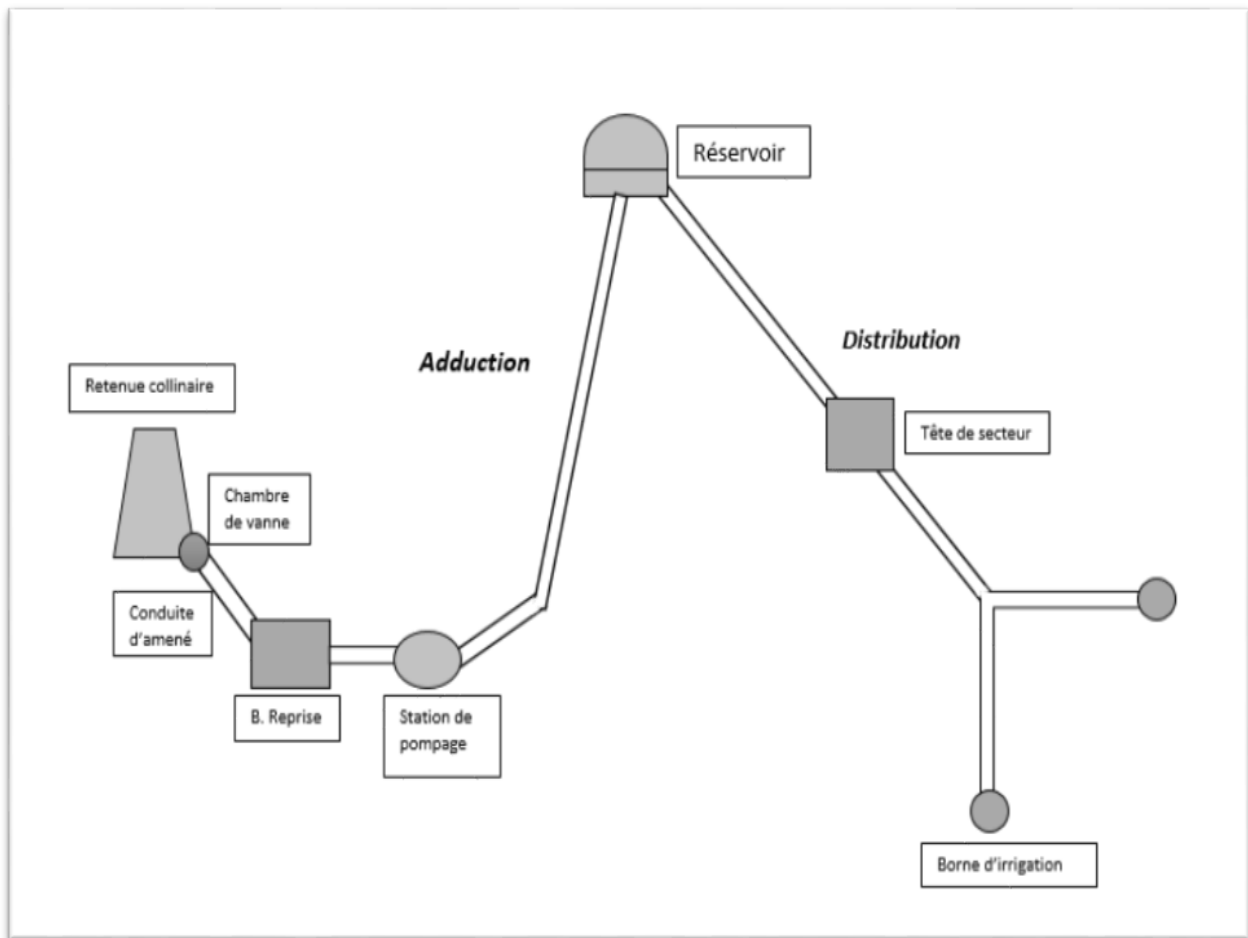 Réservoir
Distribution
Adduction
Retenue collinaire
Tête de secteur
Chambre
de vanne
Conduite
d'amené
B. Reprise
Station de
pompage
Borne d'irrigation